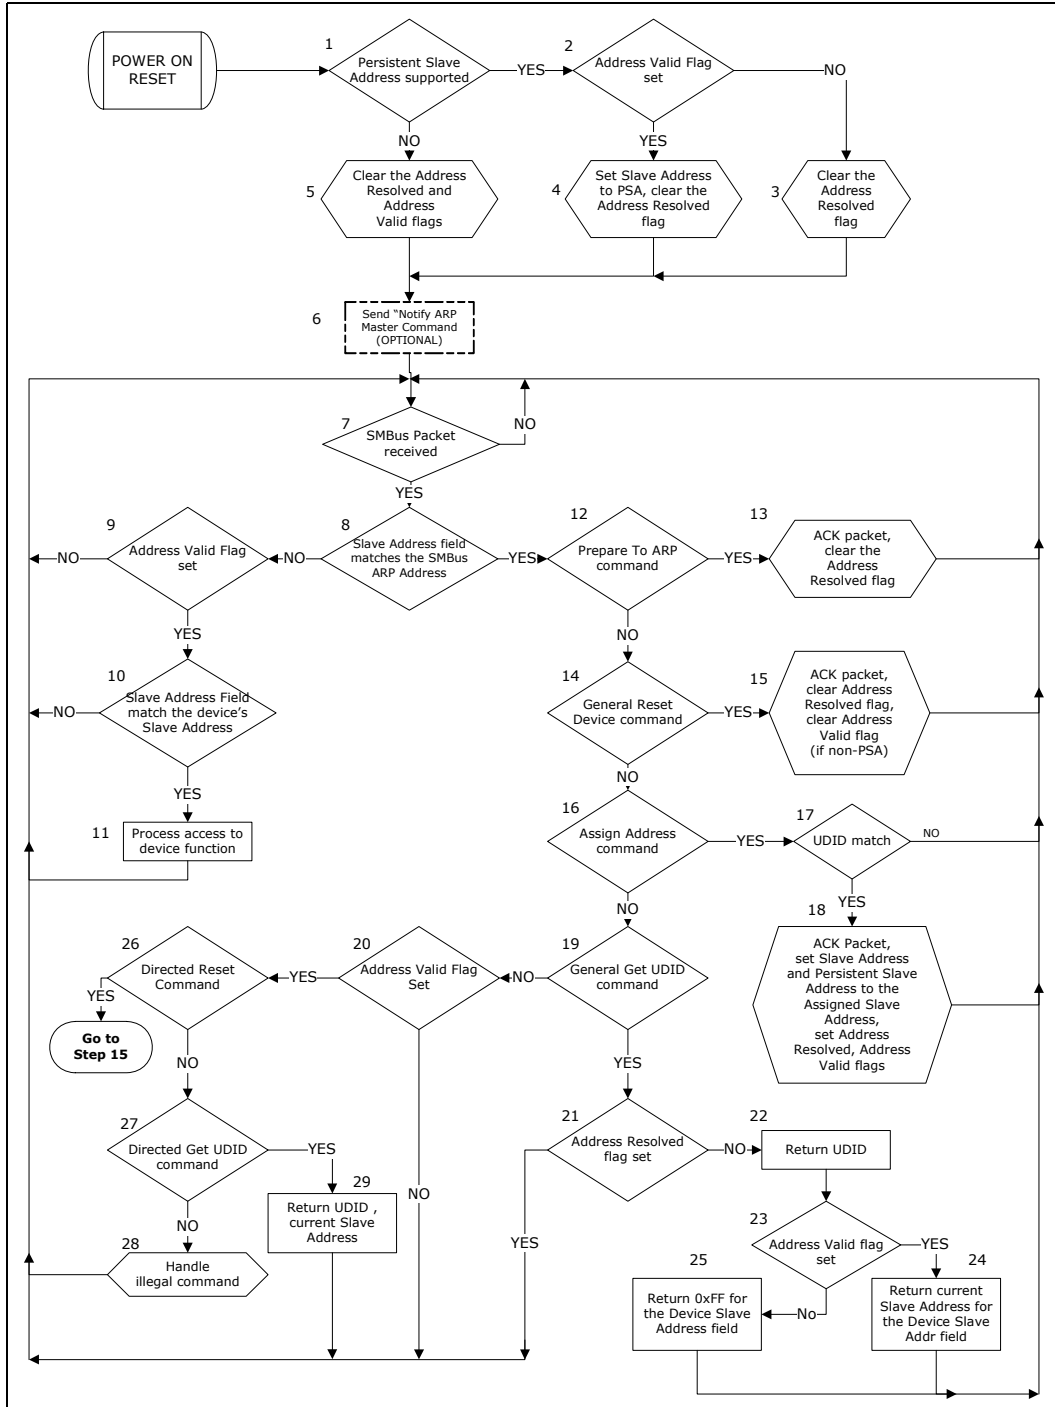 POWER ON
RESET
1
Persistent Slave
Address supported
YES
2
Address Valid Flag
set
NO
NO
YES
5
Clear the Address
Resolved and
Address
Valid flags
4
Set Slave Address
to PSA, clear the
Address Resolved
flag
3
Clear the
Address
Resolved
flag
6
Send "Notify ARP
Master Command
(OPTIONAL)
7
SMBus Packet
received
NO
YES
9
Address Valid Flag
set
NO
NO
8
Slave Address field
matches the SMBus
ARP Address
YES
12
Prepare To ARP
command
YES
13
ACK packet,
clear the
Address
Resolved flag
YES
NO
10
Slave Address Field
match the device's
Slave Address
NO
14
General Reset
Device command
YES
15
ACK packet,
clear Address
Resolved flag,
clear Address
Valid flag
(if non-PSA)
YES
NO
11
Process access to
device function
16
Assign Address
command
YES
17
UDID match
NO
NO
YES
18
ACK Packet,
set Slave Address
and Persistent Slave
Address to the
Assigned Slave
Address,
set Address
Resolved, Address
Valid flags
26
Directed Reset
Command
YES
20
Address Valid Flag
Set
NO
19
General Get UDID
command
YES
Go to
Step 15
NO
YES
27
Directed Get UDID
command
YES
NO
21
Address Resolved
flag set
NO
22
Return UDID
29
Return UDID ,
current Slave
Address
NO
YES
23
Address Valid flag
set
YES
28
Handle
illegal command
25
Return 0xFF for
the Device Slave
Address field
No
24
Return current
Slave Address for
the Device Slave
Addr field